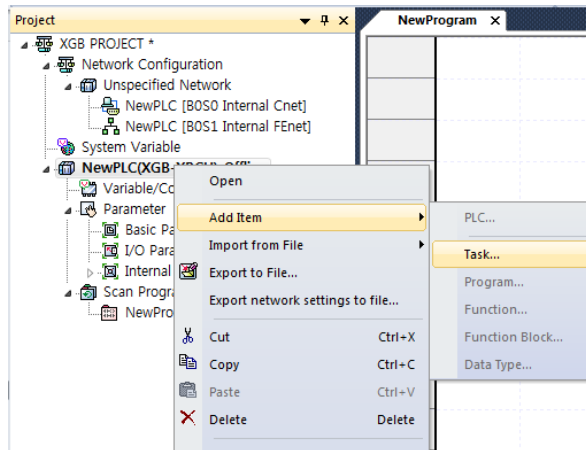 Project
NewProgram
XGB PROJECT *
Network Configuration
Unspecified Network
NewPLC [B0S0 Internal Cnet]
NewPLC [B0S1 Internal FEnet]
System Variable
NewPLC(XGB-
Variable/Co
Parameter
Basic Pa
I/O Para
Internal
Scan Progra
NewPro
Open
Add Item
Import from File
Export to File...
Export network settings to file...
Cut Ctrl+X
Copy Ctrl+C
Paste Ctrl+V
Delete Delete
PLC...
Task...
Program...
Function...
Function Block...
Data Type...